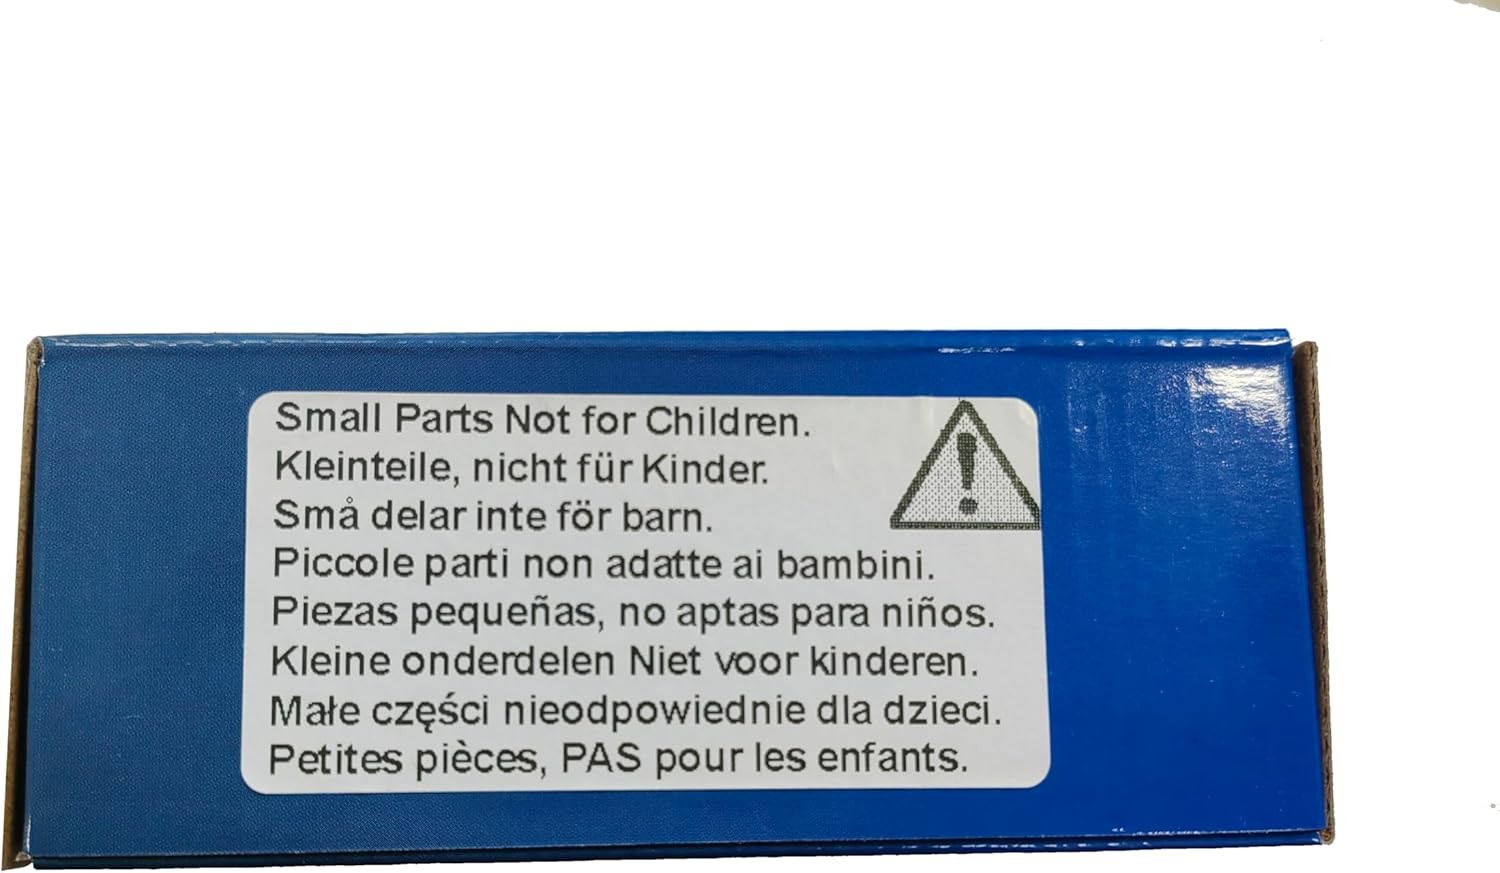 Small Parts Not for Children.
Kleinteile, nicht für Kinder.
Små delar inte för barn.
Piccole parti non adatte ai bambini.
Piezas pequeñas, no aptas para niños.
Kleine onderdelen Niet voor kinderen.
Małe części nieodpowiednie dla dzieci.
Petites pièces, PAS pour les enfants.